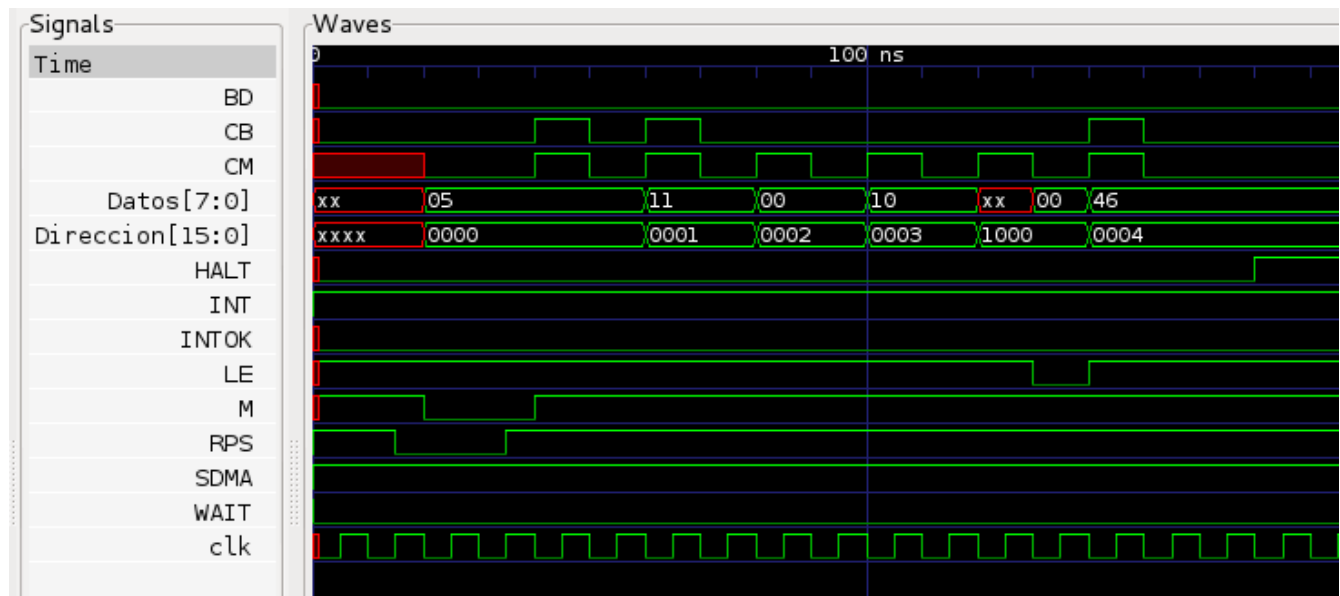 Signals
Waves
Time
0
100 ns
BD
CB
CM
Datos[7:0]
xx 05 11 00 10 xx 00 46
Direccion[15:0]
xxxx 0000 0001 0002 0003 1000 0004
HALT
INT
INTOK
LE
M
RPS
SDMA
WAIT
clk